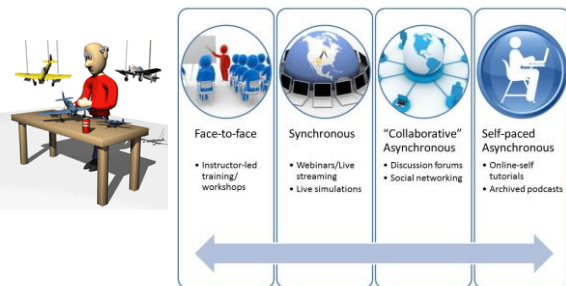 Face-to-face
• Instructor-led
training/
workshops
Synchronous
• Webinars/Live
streaming
• Live simulations
“Collaborative”
Asynchronous
• Discussion forums
• Social networking
Self-paced
Asynchronous
• Online-self
tutorials
• Archived podcasts